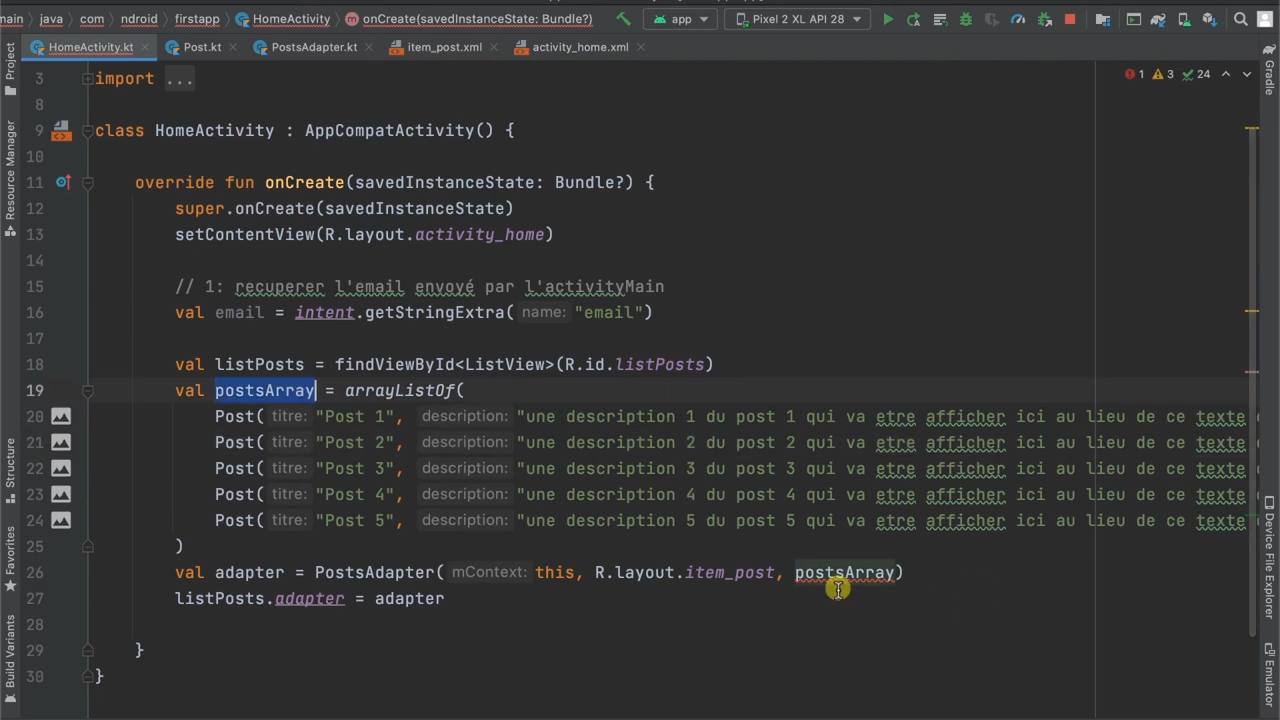 main java com ndroid firstapp HomeActivity onCreate(savedInstanceState: Bundle?) app Pixel 2 XL API 28
HomeActivity.kt Post.kt PostsAdapter.kt item_post.xml activity_home.xml
3 import ... 1 3 24
8
9 class HomeActivity : AppCompatActivity() {
10
11 override fun onCreate(savedInstanceState: Bundle?) {
12 super.onCreate(savedInstanceState)
13 setContentView(R.layout.activity_home)
14
15 // 1: recuperer l'email envoyé par l'activityMain
16 val email = intent.getStringExtra( name: "email")
17
18 val listPosts = findViewById<ListView>(R.id.listPosts)
19 val postsArray = arrayListOf(
20 Post( titre: "Post 1", description: "une description 1 du post 1 qui va etre afficher ici au lieu de ce texte
21 Post( titre: "Post 2", description: "une description 2 du post 2 qui va etre afficher ici au lieu de ce texte
22 Post( titre: "Post 3", description: "une description 3 du post 3 qui va etre afficher ici au lieu de ce texte
23 Post( titre: "Post 4", description: "une description 4 du post 4 qui va etre afficher ici au lieu de ce texte
24 Post( titre: "Post 5", description: "une description 5 du post 5 qui va etre afficher ici au lieu de ce texte
25 )
26 val adapter = PostsAdapter( mContext: this, R.layout.item_post, postsArray)
27 listPosts.adapter = adapter
28
29 }
30 }
Project
Resource Manager
Structure
Favorites
Build Variants
Gradle
Device File Explorer
Emulator